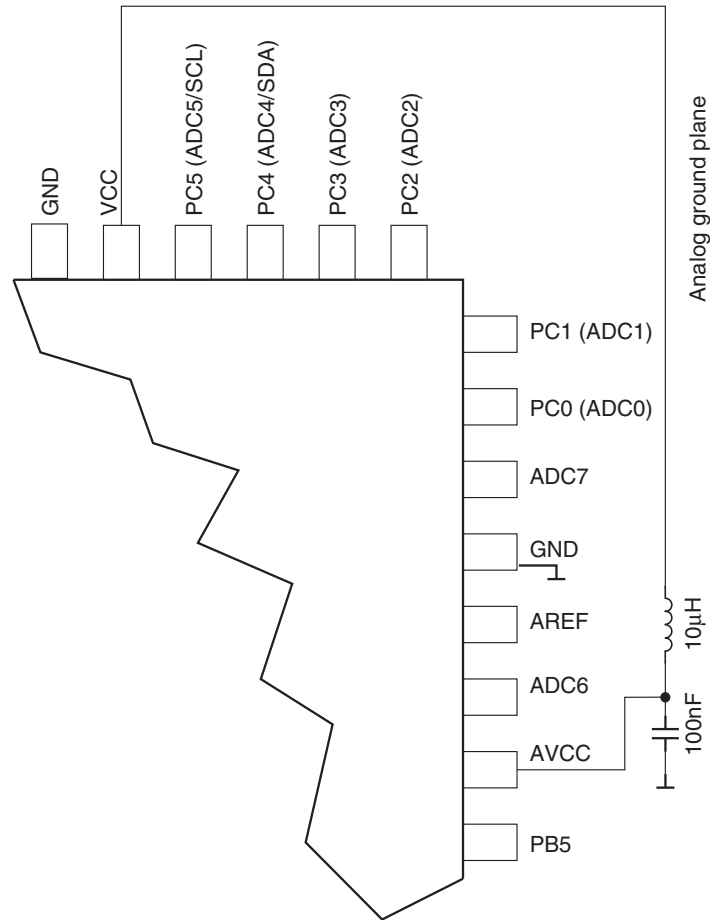 GND
VCC
PC5 (ADC5/SCL)
PC4 (ADC4/SDA)
PC3 (ADC3)
PC2 (ADC2)
Analog ground plane
PC1 (ADC1)
PC0 (ADC0)
ADC7
GND
AREF
10μH
ADC6
100nF
AVCC
PB5